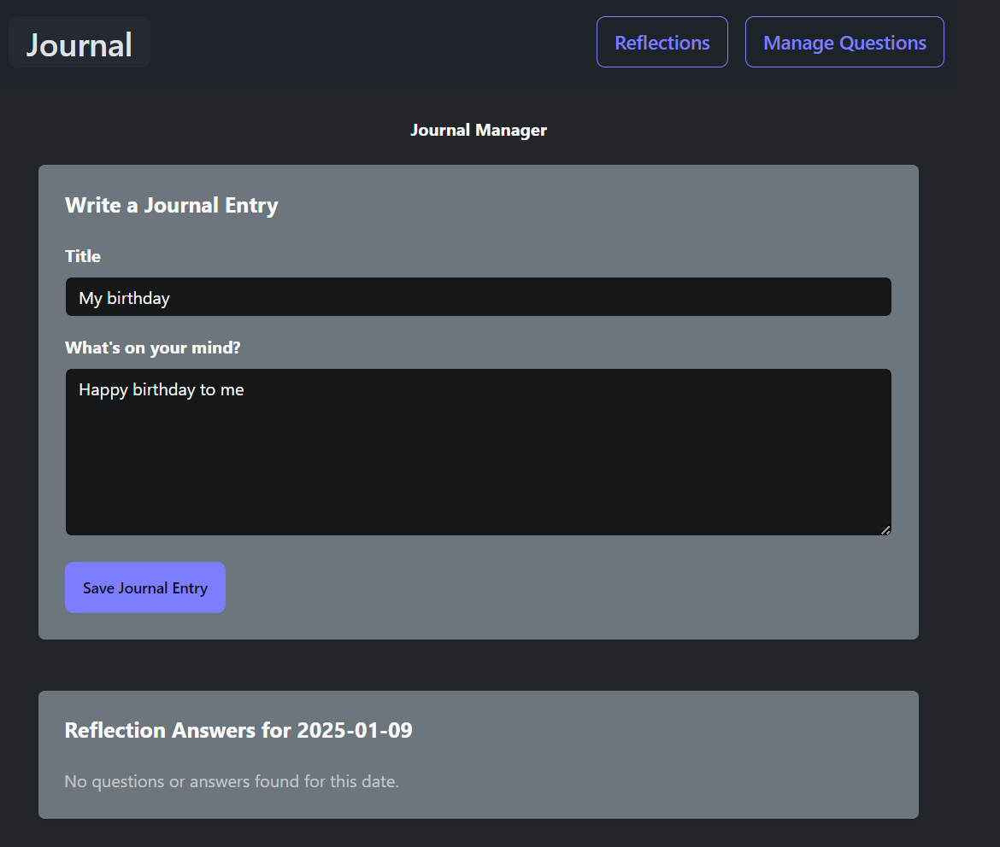 Journal
Reflections
Manage Questions
Journal Manager
Write a Journal Entry
Title
My birthday
What's on your mind?
Happy birthday to me
Save Journal Entry
Reflection Answers for 2025-01-09
No questions or answers found for this date.